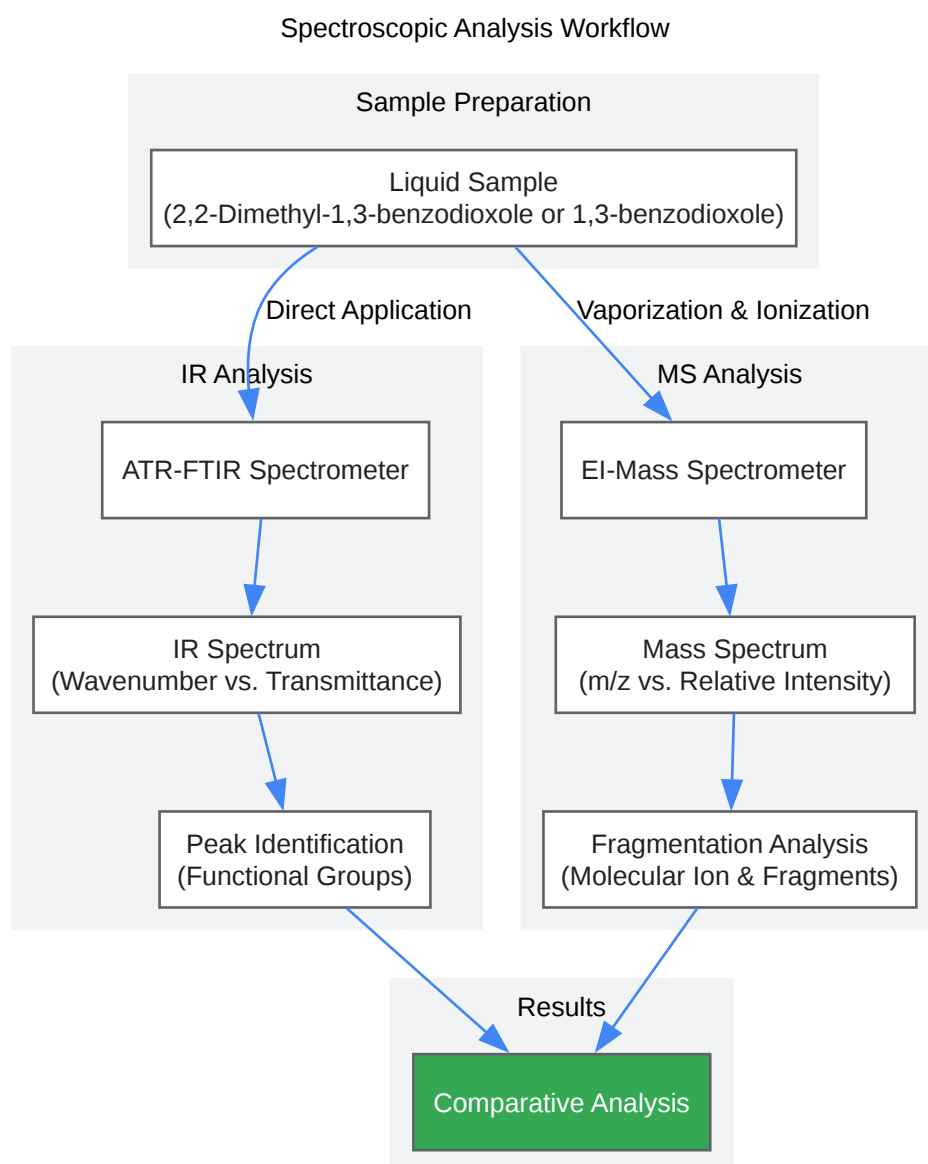 Spectroscopic Analysis Workflow
Sample Preparation
Liquid Sample
(2,2-Dimethyl-1,3-benzodioxole or 1,3-benzodioxole)
Direct Application
Vaporization & Ionization
IR Analysis
MS Analysis
ATR-FTIR Spectrometer
EI-Mass Spectrometer
IR Spectrum
(Wavenumber vs. Transmittance)
Mass Spectrum
(m/z vs. Relative Intensity)
Peak Identification
(Functional Groups)
Fragmentation Analysis
(Molecular Ion & Fragments)
Results
Comparative Analysis